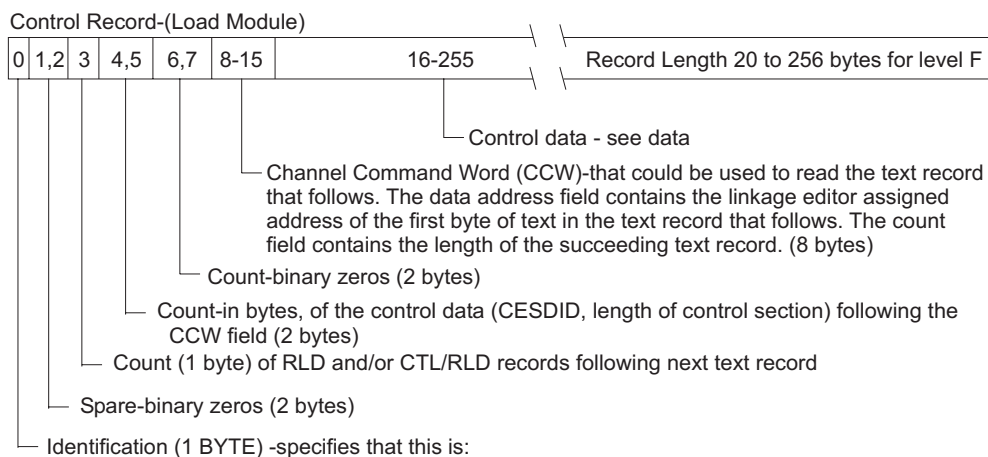 Control Record-(Load Module)
0 1,2 3 4,5 6,7 8-15 16-255 Record Length 20 to 256 bytes for level F
Control data - see data
Channel Command Word (CCW)-that could be used to read the text record
that follows. The data address field contains the linkage editor assigned
address of the first byte of text in the text record that follows. The count
field contains the length of the succeeding text record. (8 bytes)
Count-binary zeros (2 bytes)
Count-in bytes, of the control data (CESDID, length of control section) following the
CCW field (2 bytes)
Count (1 byte) of RLD and/or CTL/RLD records following next text record
Spare-binary zeros (2 bytes)
Identification (1 BYTE) -specifies that this is: